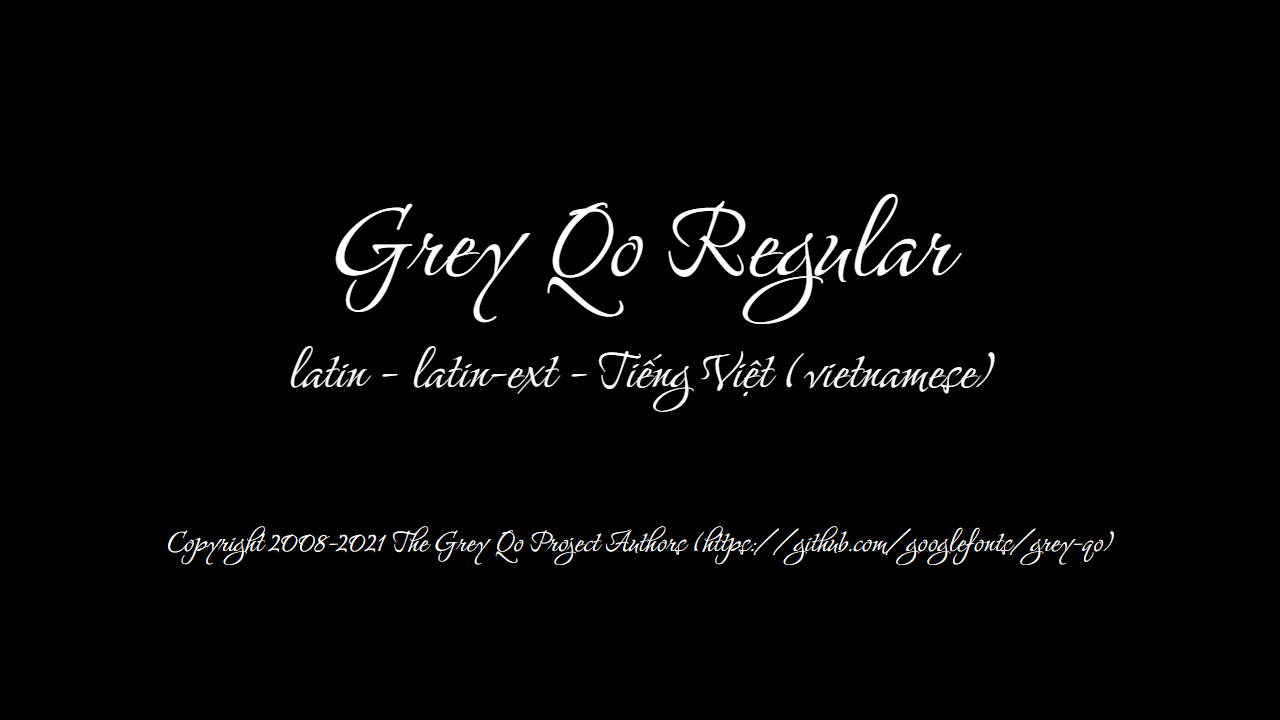 Grey Qo Regular
latin - latin-ext - Tiếng Việt (vietnamese)
Copyright 2008-2021 The Grey Qo Project Authors (https://github.com/googlefonts/grey-qo)